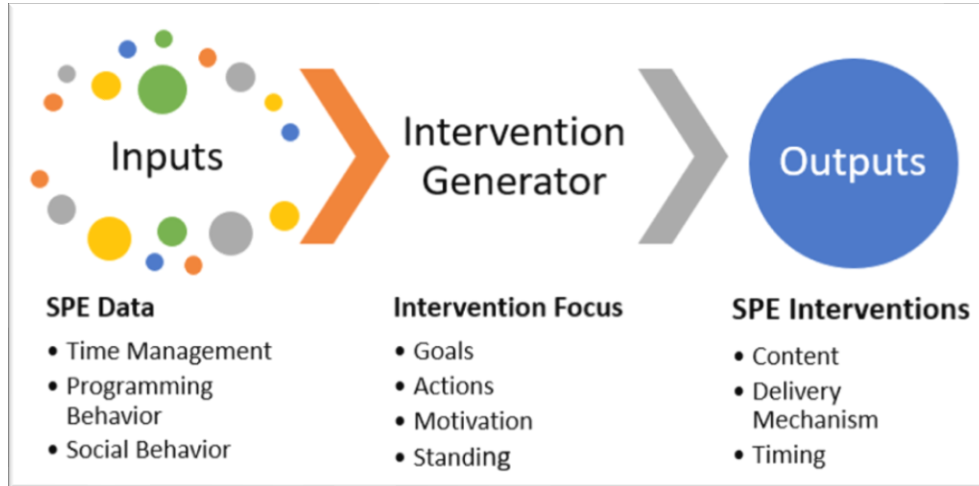 Inputs
Intervention
Generator
Outputs
SPE Data
• Time Management
• Programming
Behavior
• Social Behavior
Intervention Focus
• Goals
• Actions
• Motivation
• Standing
SPE Interventions
• Content
• Delivery
Mechanism
• Timing